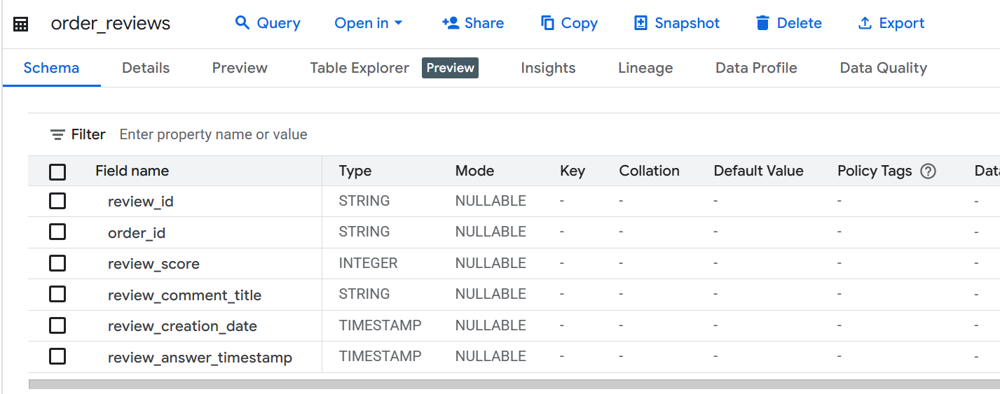 order_reviews Query Open in Share Copy Snapshot Delete Export
Schema Details Preview Table Explorer Preview Insights Lineage Data Profile Data Quality
Filter Enter property name or value
Field name Type Mode Key Collation Default Value Policy Tags ? Data
review_id STRING NULLABLE - - - - -
order_id STRING NULLABLE - - - - -
review_score INTEGER NULLABLE - - - - -
review_comment_title STRING NULLABLE - - - - -
review_creation_date TIMESTAMP NULLABLE - - - - -
review_answer_timestamp TIMESTAMP NULLABLE - - - - -